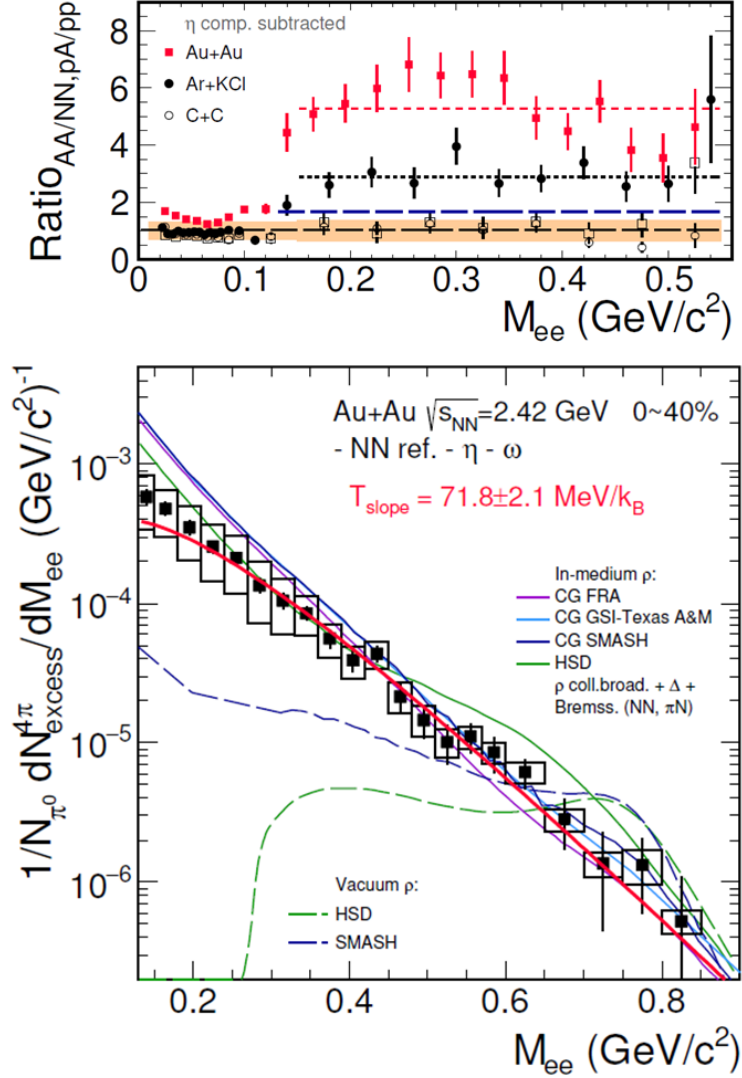 Ratio_AA/NN,pA/pp
8
6
4
2
0
η comp. subtracted
Au+Au
Ar+KCl
C+C
0 0.1 0.2 0.3 0.4 0.5
M_ee (GeV/c²)
1/N_π⁰ dN^4π_excess/dM_ee (GeV/c²)⁻¹
10⁻³
10⁻⁴
10⁻⁵
10⁻⁶
Au+Au √s_NN=2.42 GeV 0~40%
- NN ref. - η - ω
T_slope = 71.8±2.1 MeV/k_B
In-medium ρ:
CG FRA
CG GSI-Texas A&M
CG SMASH
HSD
ρ coll.broad. + Δ +
Bremss. (NN, πN)
Vacuum ρ:
HSD
SMASH
0.2 0.4 0.6 0.8
M_ee (GeV/c²)